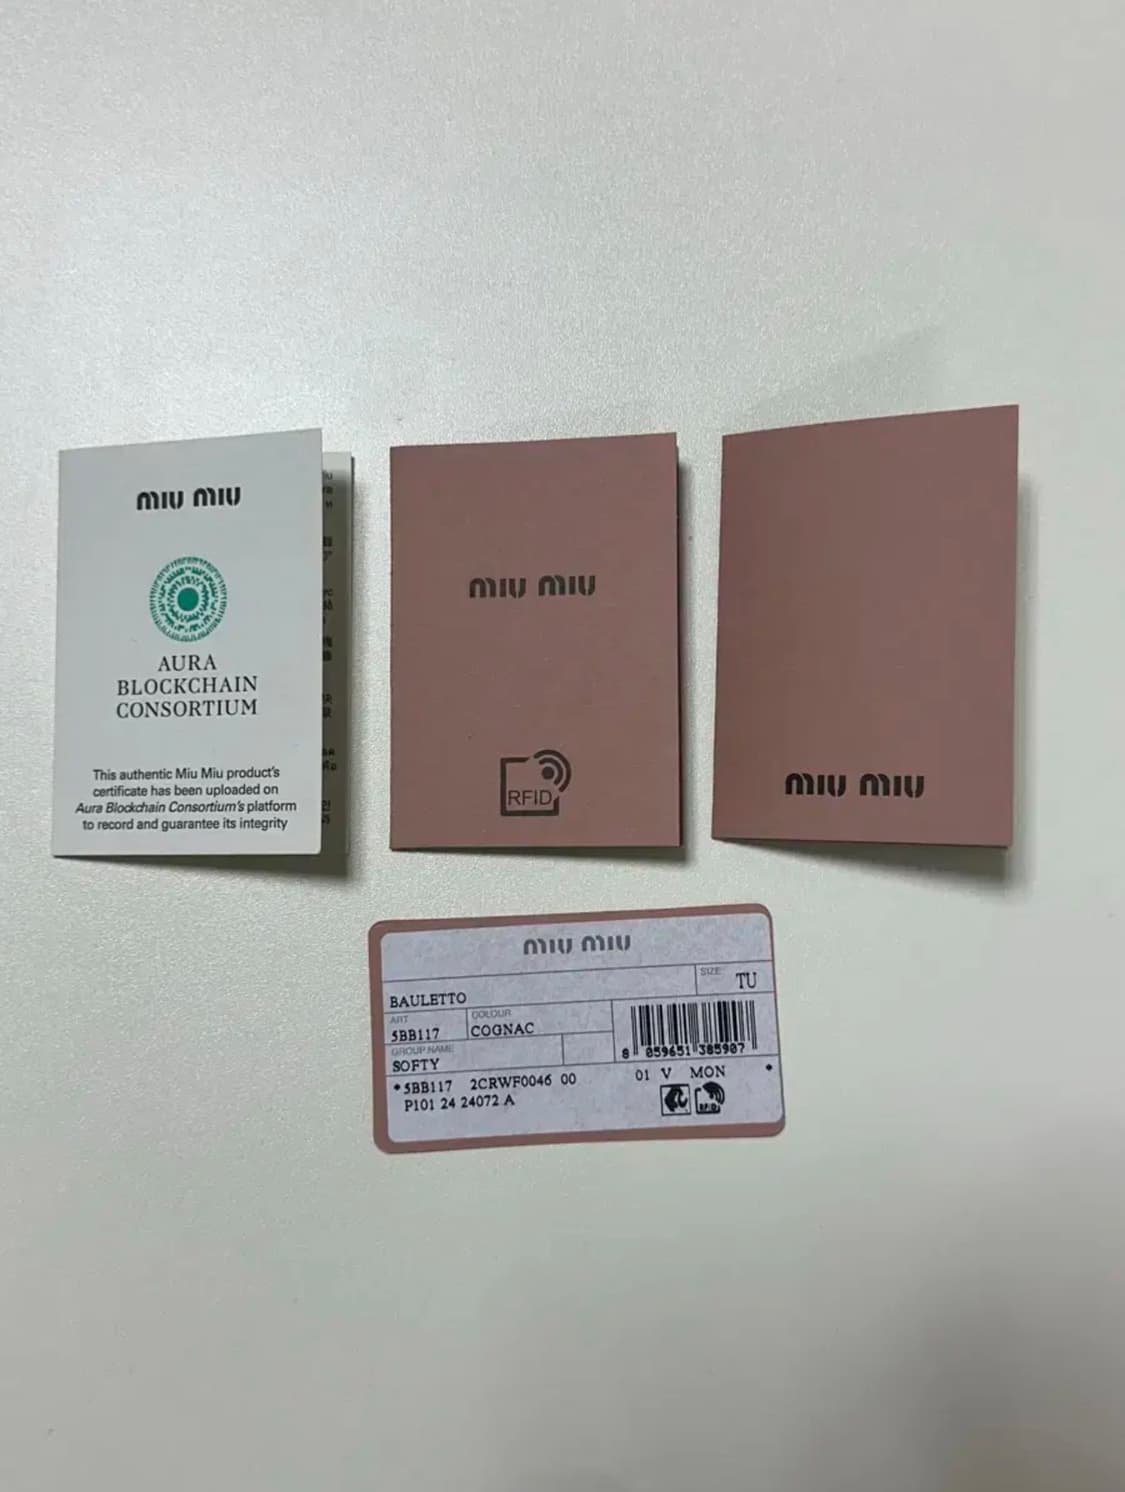 miu miu
AURA
BLOCKCHAIN
CONSORTIUM
This authentic Miu Miu product's
certificate has been uploaded on
Aura Blockchain Consortium's platform
to record and guarantee its integrity
miu miu
RFID
miu miu
miu miu
SIZE TU
BAULETTO
ART COLOUR
5BB117 COGNAC
GROUP NAME
SOFTY
8 059651 385907
*5BB117 2CRWF0046 00 01 V MON *
P101 24 24072 A
RFID